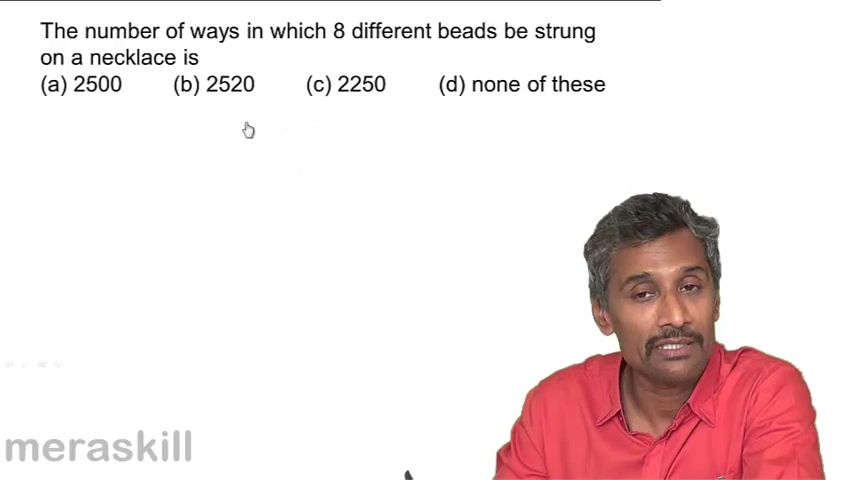 The number of ways in which 8 different beads be strung
on a necklace is
(a) 2500 (b) 2520 (c) 2250 (d) none of these
meraskill